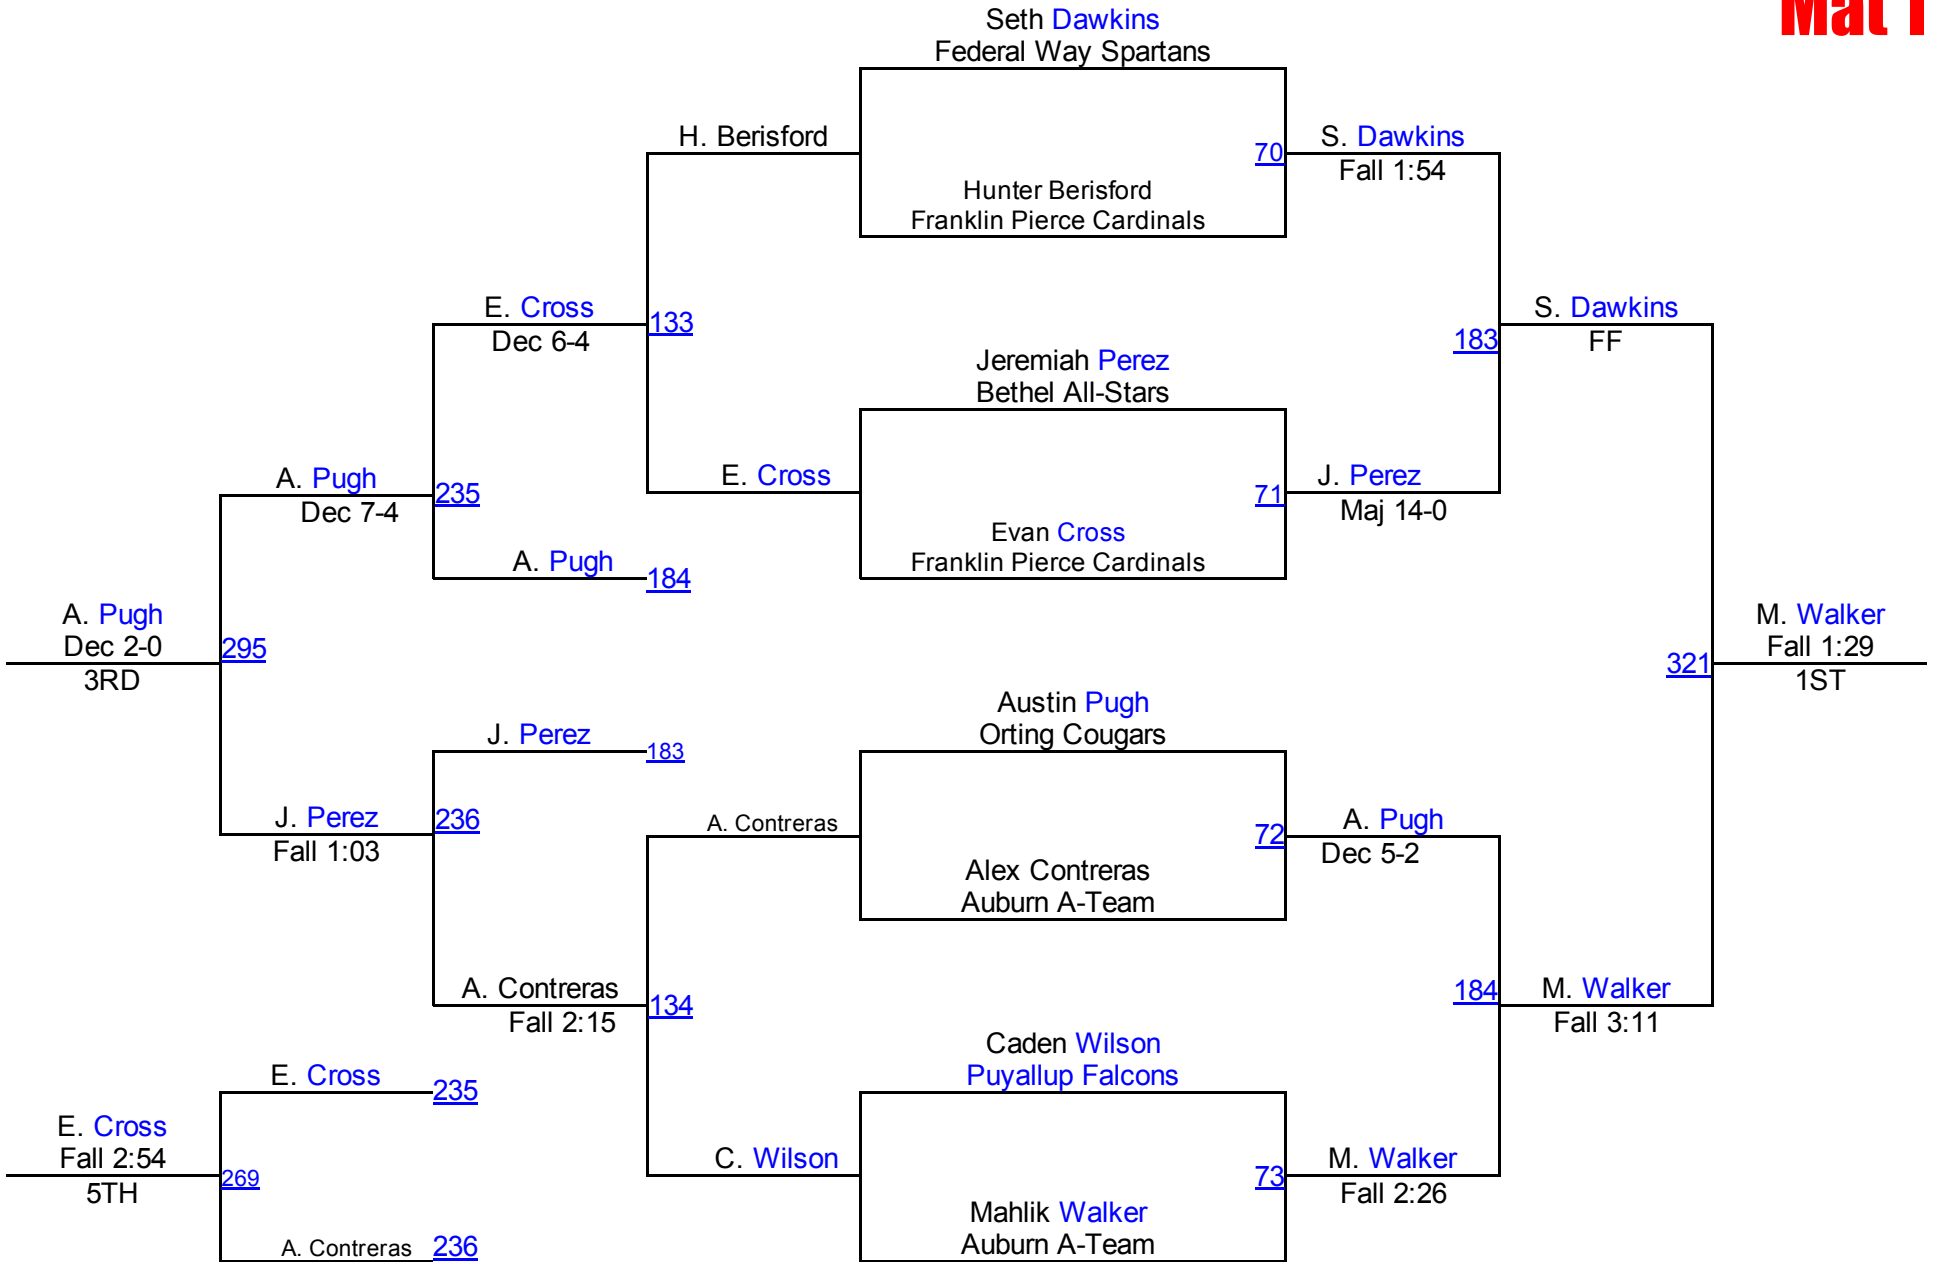 Mat 1
Seth Dawkins
Federal Way Spartans
H. Berisford
70
S. Dawkins
Fall 1:54
Hunter Berisford
Franklin Pierce Cardinals
E. Cross
Dec 6-4
133
S. Dawkins
FF
183
Jeremiah Perez
Bethel All-Stars
A. Pugh
Dec 7-4
235
E. Cross
71
J. Perez
Maj 14-0
Evan Cross
Franklin Pierce Cardinals
A. Pugh
184
A. Pugh
Dec 2-0
3RD
295
M. Walker
Fall 1:29
1ST
321
Austin Pugh
Orting Cougars
J. Perez
183
J. Perez
Fall 1:03
236
A. Contreras
72
A. Pugh
Dec 5-2
Alex Contreras
Auburn A-Team
A. Contreras
Fall 2:15
134
184
M. Walker
Fall 3:11
Caden Wilson
Puyallup Falcons
E. Cross
235
E. Cross
Fall 2:54
5TH
269
C. Wilson
73
M. Walker
Fall 2:26
Mahlik Walker
Auburn A-Team
A. Contreras
236